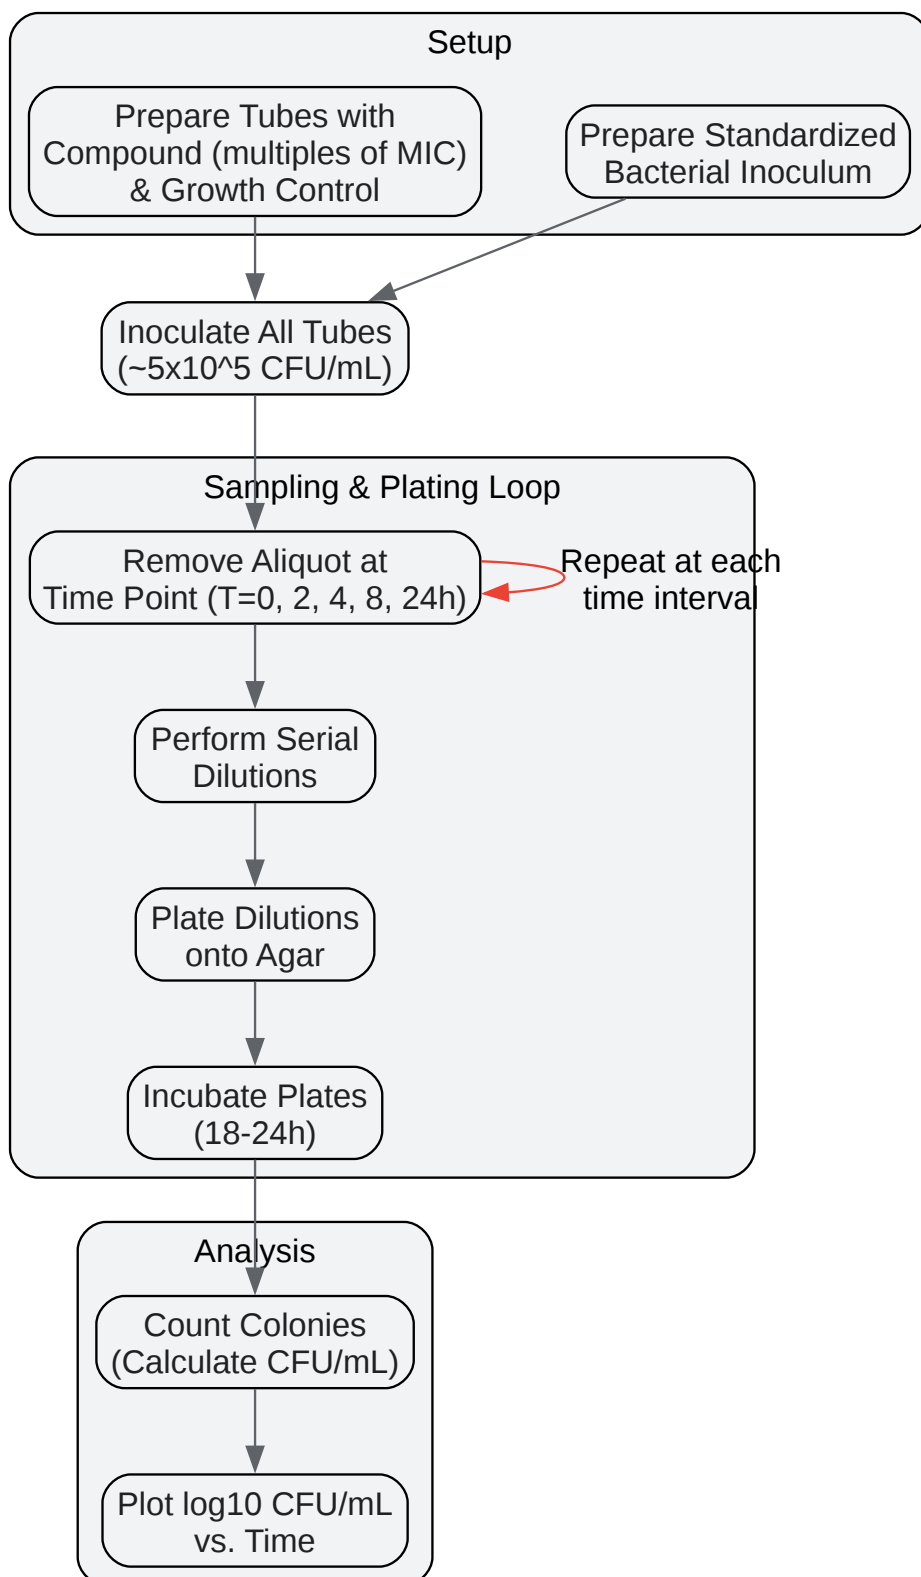 Setup
Prepare Tubes with
Compound (multiples of MIC)
& Growth Control
Prepare Standardized
Bacterial Inoculum
Inoculate All Tubes
(~5x10^5 CFU/mL)
Sampling & Plating Loop
Remove Aliquot at
Time Point (T=0, 2, 4, 8, 24h)
Repeat at each
time interval
Perform Serial
Dilutions
Plate Dilutions
onto Agar
Incubate Plates
(18-24h)
Analysis
Count Colonies
(Calculate CFU/mL)
Plot log10 CFU/mL
vs. Time